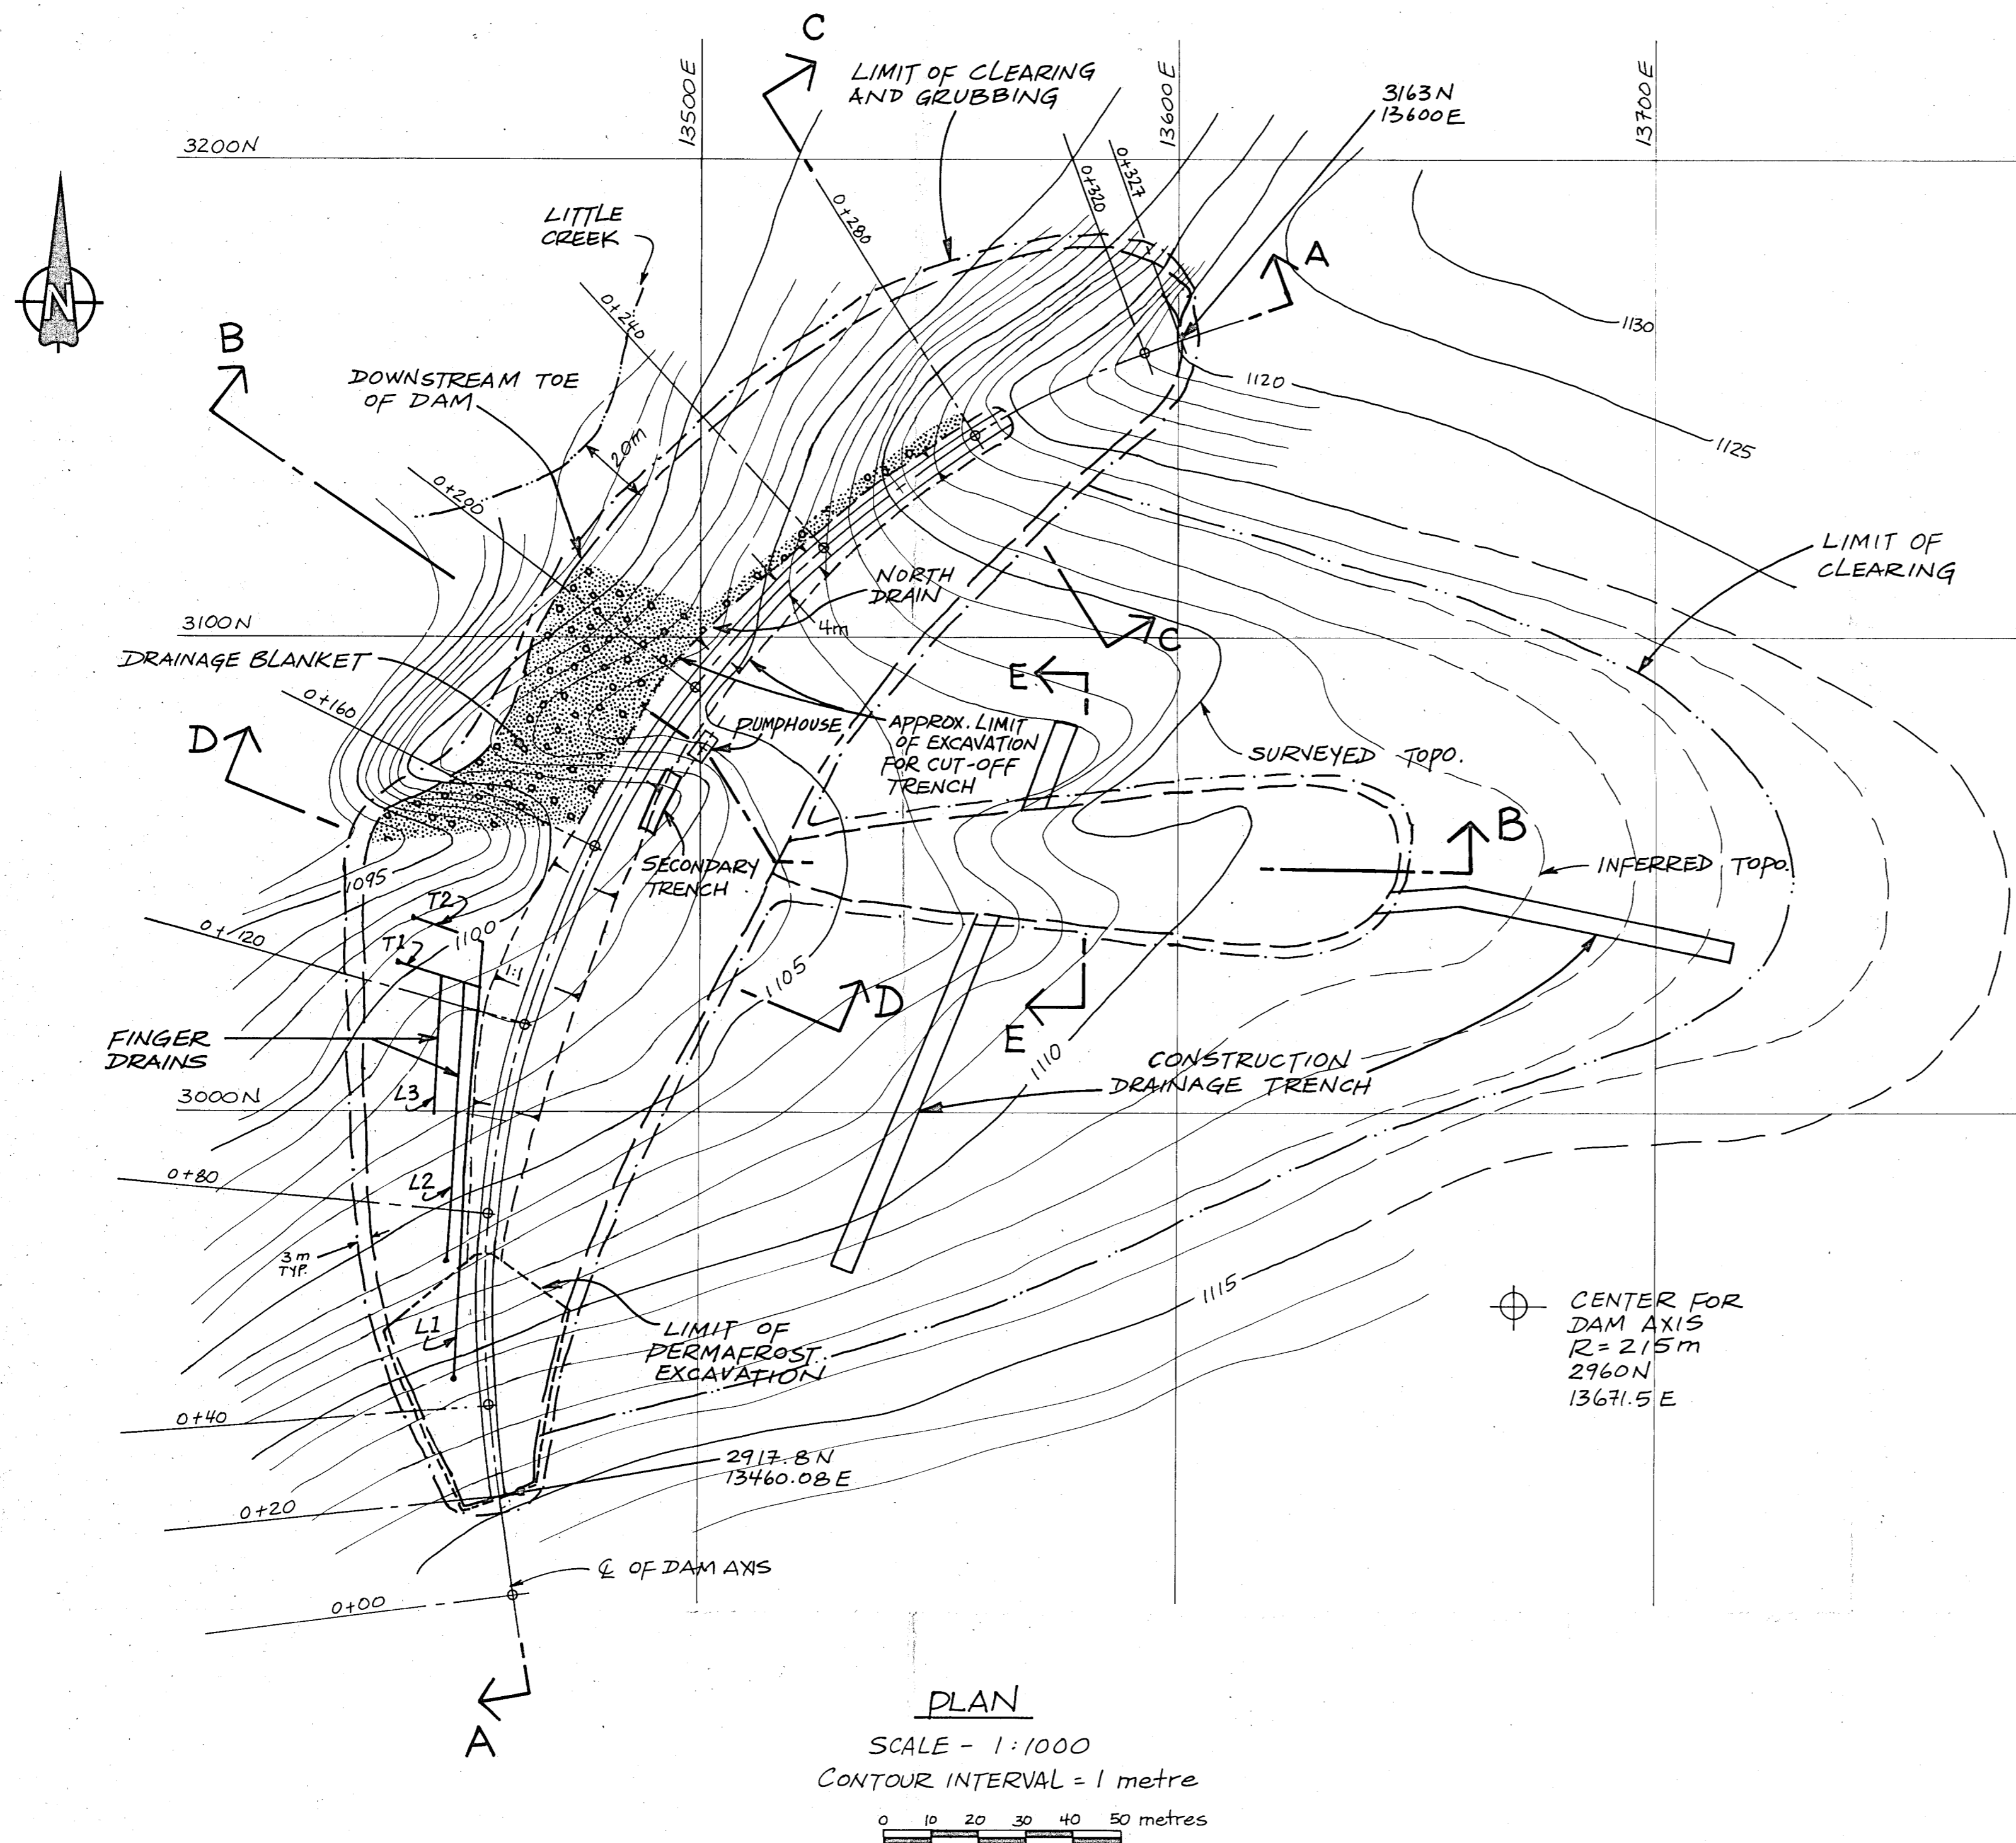 C
LIMIT OF CLEARING
AND GRUBBING
13500E
13600E
13700E
3163N
13600E
3200N
0+327
0+320
0+280
LITTLE
CREEK
A
N
0+240
1130
B
DOWNSTREAM TOE
OF DAM
1120
20m
1125
0+200
LIMIT OF
CLEARING
NORTH
DRAIN
4m
3100N
C
DRAINAGE BLANKET
E
0+160
PUMPHOUSE
APPROX. LIMIT
OF EXCAVATION
FOR CUT-OFF
TRENCH
D
SURVEYED TOPO.
B
SECONDARY
TRENCH
INFERRED TOPO.
1095
T2
1100
0+120
T1
1:1
1105
D
FINGER
DRAINS
E
1110
CONSTRUCTION
DRAINAGE TRENCH
L3
3000N
0+80
L2
3m
TYP.
1115
CENTER FOR
DAM AXIS
R = 215m
2960N
13671.5E
L1
LIMIT OF
PERMAFROST
EXCAVATION
0+40
2917.8N
13460.08E
0+20
℄ OF DAM AXIS
0+00
A
PLAN
SCALE - 1:1000
CONTOUR INTERVAL = 1 metre
0 10 20 30 40 50 metres